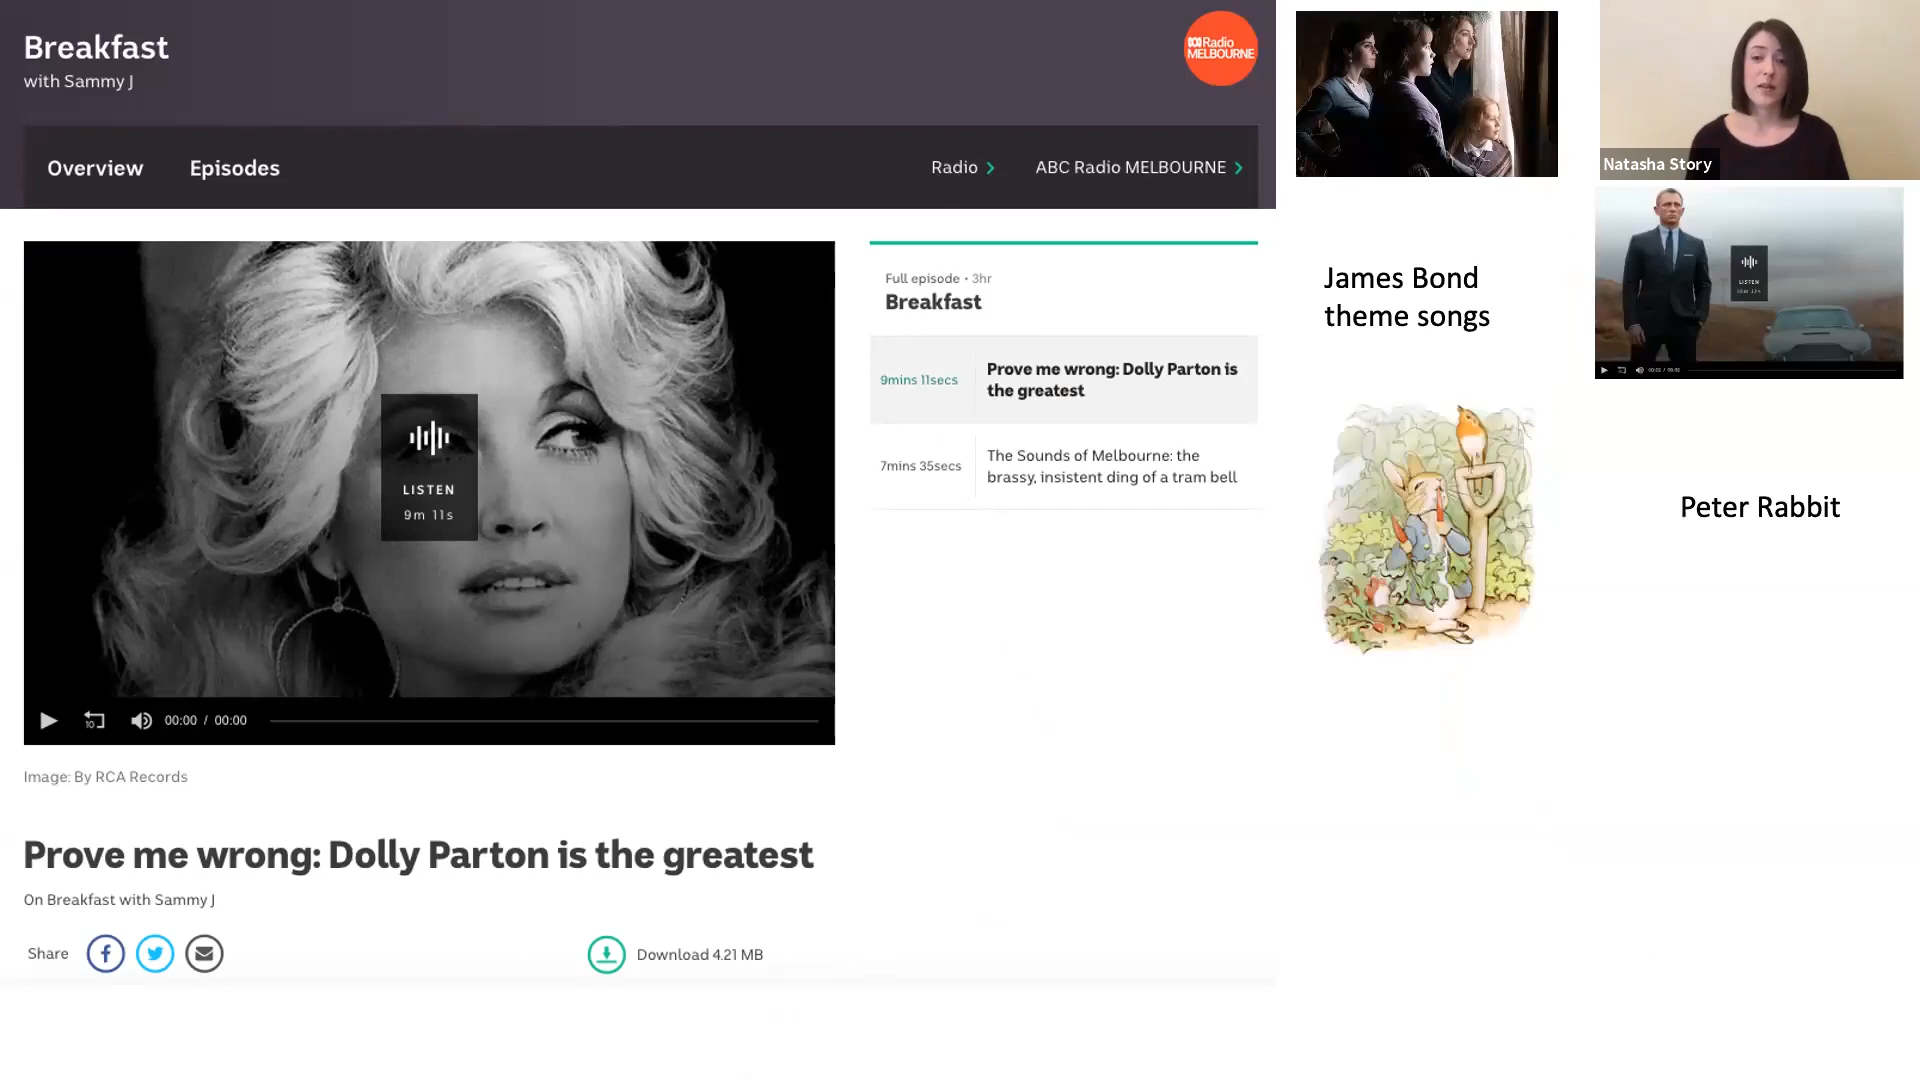 Breakfast
with Sammy J
ABC Radio
MELBOURNE
Overview
Episodes
Radio
ABC Radio MELBOURNE
Natasha Story
LISTEN
9m 11s
10
00:00 / 00:00
Full episode • 3hr
Breakfast
9mins 11secs
Prove me wrong: Dolly Parton is
the greatest
7mins 35secs
The Sounds of Melbourne: the
brassy, insistent ding of a tram bell
James Bond
theme songs
LISTEN
Peter Rabbit
Image: By RCA Records
Prove me wrong: Dolly Parton is the greatest
On Breakfast with Sammy J
Share
Download 4.21 MB